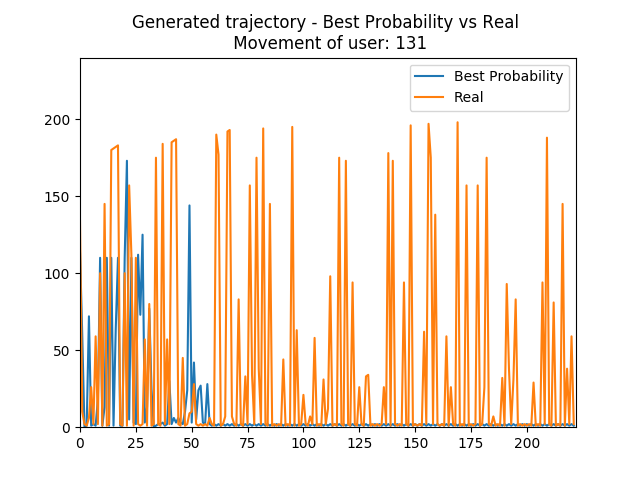 Generated trajectory - Best Probability vs Real
Movement of user: 131
Best Probability
Real
200
150
100
50
0
0 25 50 75 100 125 150 175 200